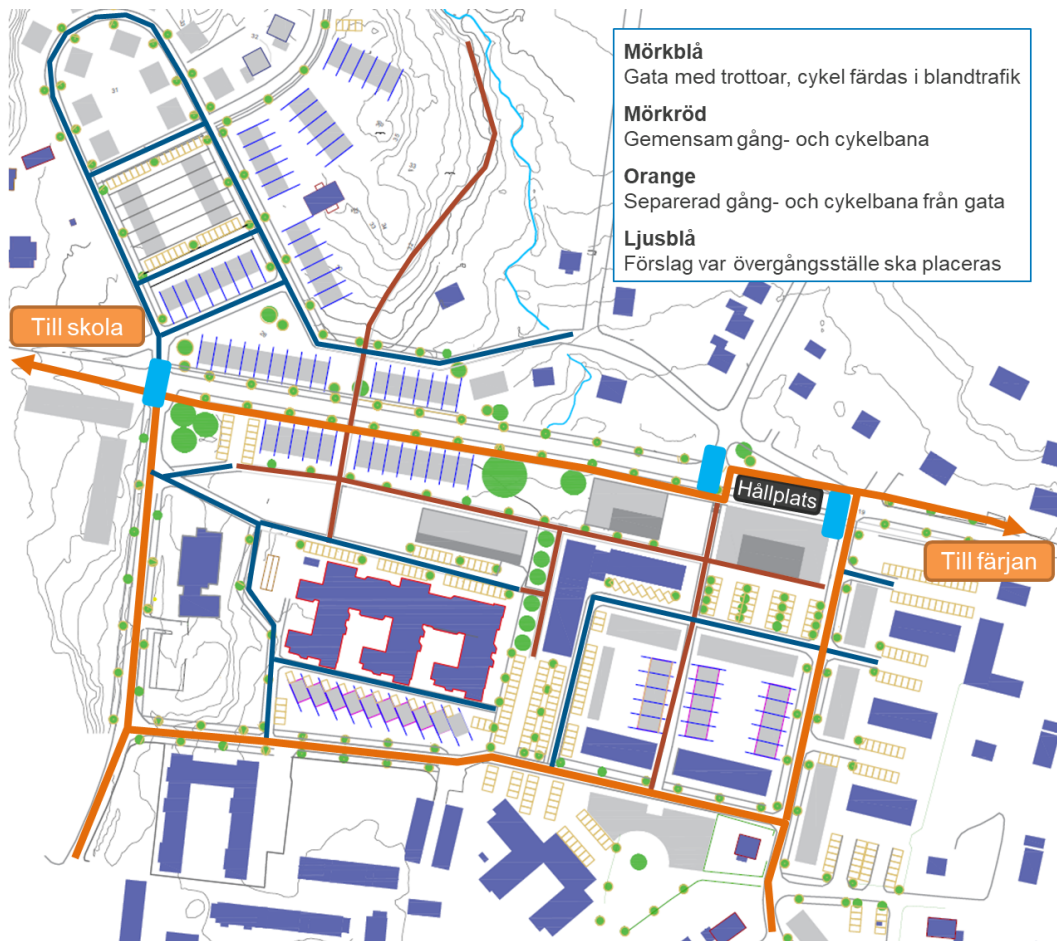 Mörkblå
Gata med trottoar, cykel färdas i blandtrafik
Mörkröd
Gemensam gång- och cykelbana
Orange
Separerad gång- och cykelbana från gata
Ljusblå
Förslag var övergångsställe ska placeras
Till skola
Hållplats
Till färjan